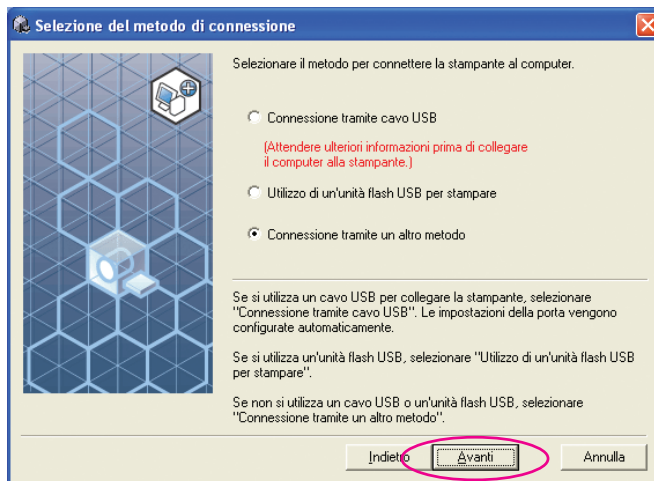 Selezione del metodo di connessione
Selezionare il metodo per connettere la stampante al computer.
Connessione tramite cavo USB
(Attendere ulteriori informazioni prima di collegare
il computer alla stampante.)
Utilizzo di un'unità flash USB per stampare
Connessione tramite un altro metodo
Se si utilizza un cavo USB per collegare la stampante, selezionare
"Connessione tramite cavo USB". Le impostazioni della porta vengono
configurate automaticamente.
Se si utilizza un'unità flash USB, selezionare "Utilizzo di un'unità flash USB
per stampare".
Se non si utilizza un cavo USB o un'unità flash USB, selezionare
"Connessione tramite un altro metodo".
Indietro Avanti Annulla